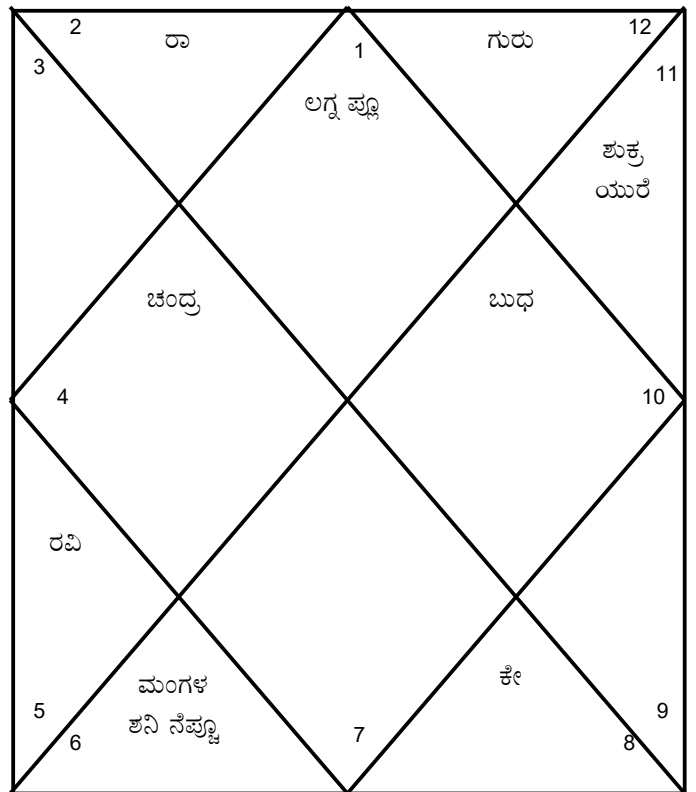 2
ರಾ
1
ಗುರು
12
3
11
ಲಗ್ನ ಪ್ಲೂ
ಶುಕ್ರ
ಯುರೆ
ಚಂದ್ರ
ಬುಧ
4
10
ರವಿ
ಮಂಗಳ
ಶನಿ ನೆಪ್ಚೂ
ಕೇ
5
6
7
8
9